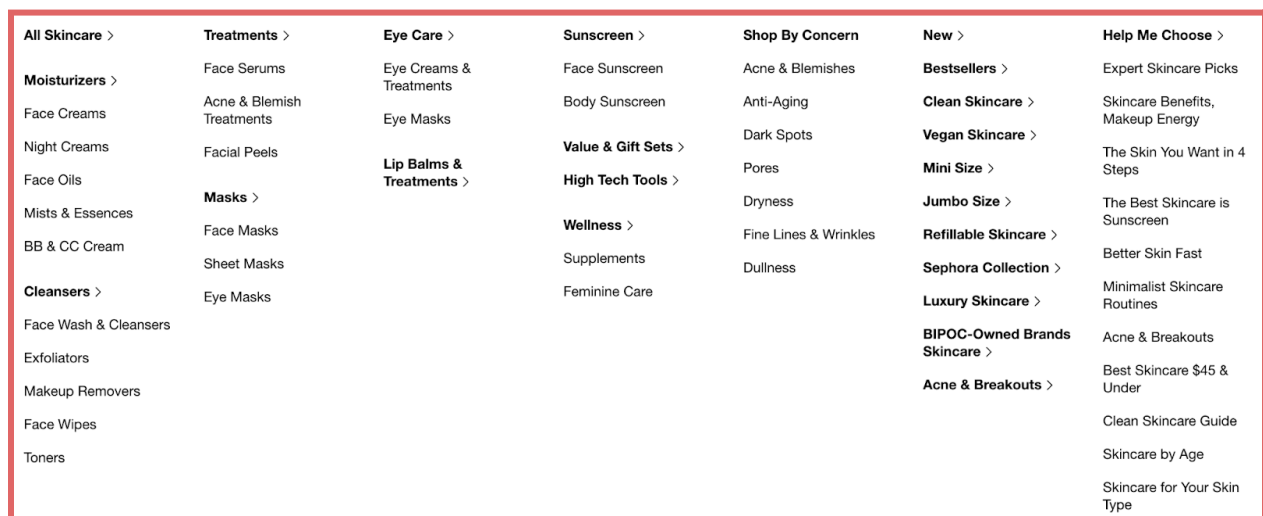 All Skincare >
Moisturizers >
Face Creams
Night Creams
Face Oils
Mists & Essences
BB & CC Cream
Cleansers >
Face Wash & Cleansers
Exfoliators
Makeup Removers
Face Wipes
Toners
Treatments >
Face Serums
Acne & Blemish
Treatments
Facial Peels
Masks >
Face Masks
Sheet Masks
Eye Masks
Eye Care >
Eye Creams &
Treatments
Eye Masks
Lip Balms &
Treatments >
Sunscreen >
Face Sunscreen
Body Sunscreen
Value & Gift Sets >
High Tech Tools >
Wellness >
Supplements
Feminine Care
Shop By Concern
Acne & Blemishes
Anti-Aging
Dark Spots
Pores
Dryness
Fine Lines & Wrinkles
Dullness
New >
Bestsellers >
Clean Skincare >
Vegan Skincare >
Mini Size >
Jumbo Size >
Refillable Skincare >
Sephora Collection >
Luxury Skincare >
BIPOC-Owned Brands
Skincare >
Acne & Breakouts >
Help Me Choose >
Expert Skincare Picks
Skincare Benefits,
Makeup Energy
The Skin You Want in 4
Steps
The Best Skincare is
Sunscreen
Better Skin Fast
Minimalist Skincare
Routines
Acne & Breakouts
Best Skincare $45 &
Under
Clean Skincare Guide
Skincare by Age
Skincare for Your Skin
Type